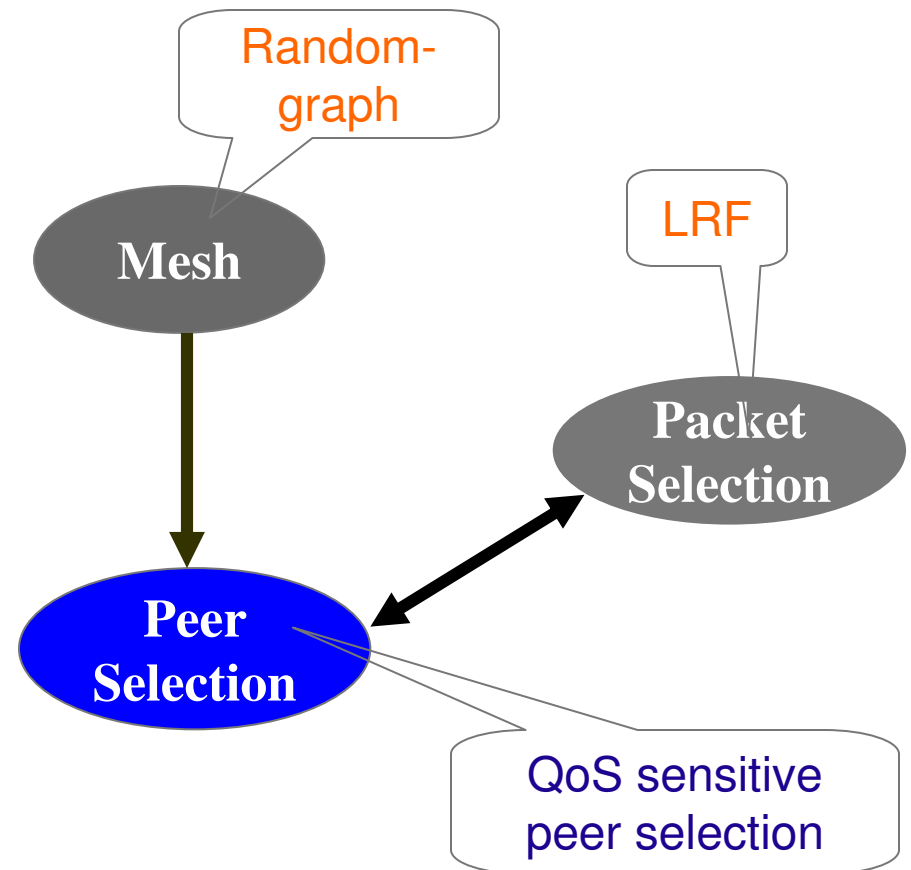 Random-
graph
Mesh
LRF
Packet
Selection
Peer
Selection
QoS sensitive
peer selection